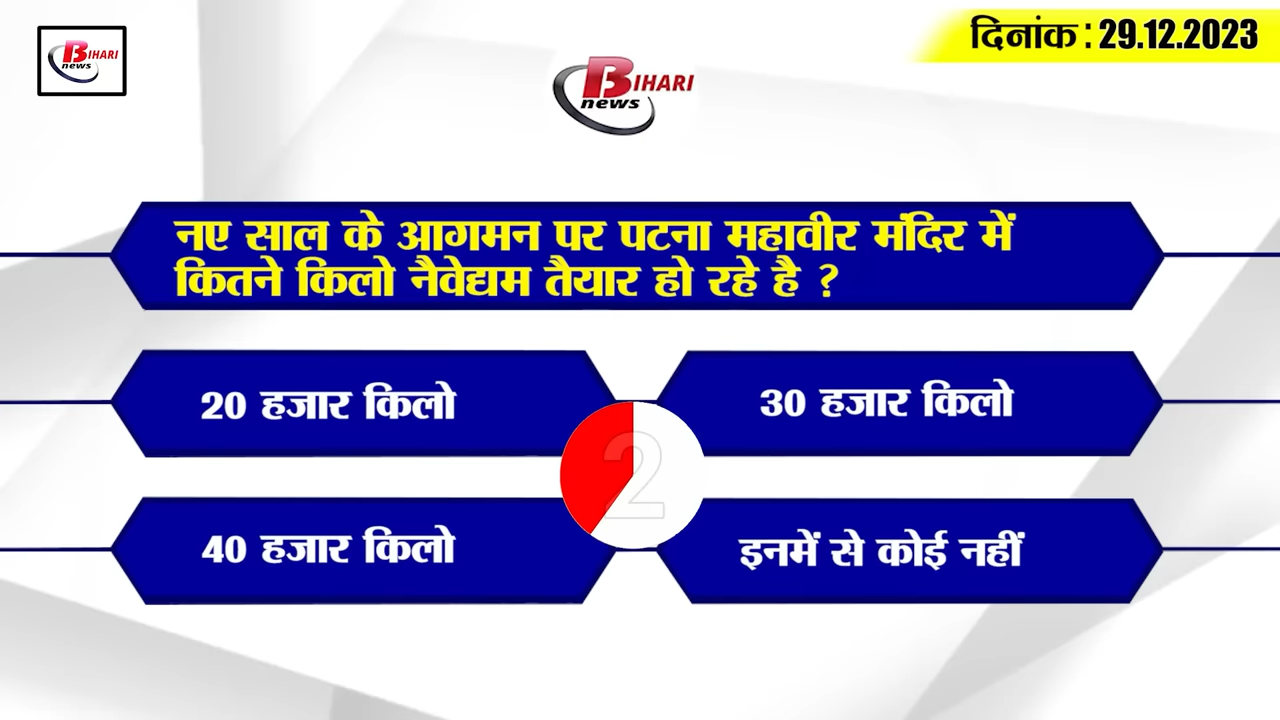 BIHARI
news
दिनांक : 29.12.2023
BIHARI
news
नए साल के आगमन पर पटना महावीर मंदिर में
कितने किलो नैवेद्यम तैयार हो रहे है ?
20 हजार किलो
30 हजार किलो
2
40 हजार किलो
इनमें से कोई नहीं